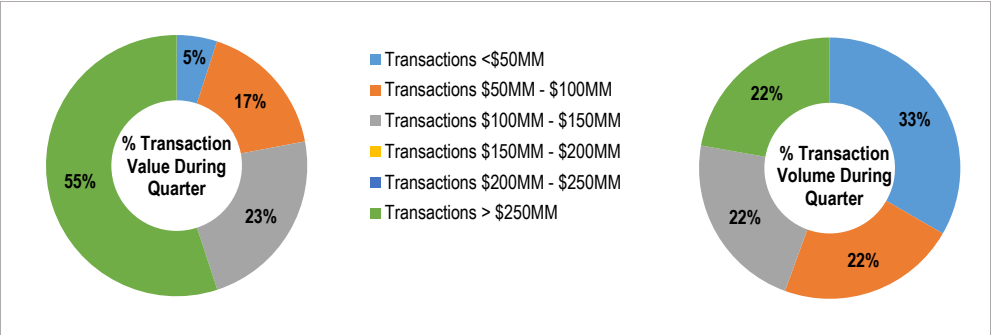 5%
17%
23%
55%
% Transaction
Value During
Quarter
Transactions <$50MM
Transactions $50MM - $100MM
Transactions $100MM - $150MM
Transactions $150MM - $200MM
Transactions $200MM - $250MM
Transactions > $250MM
33%
22%
22%
22%
% Transaction
Volume During
Quarter